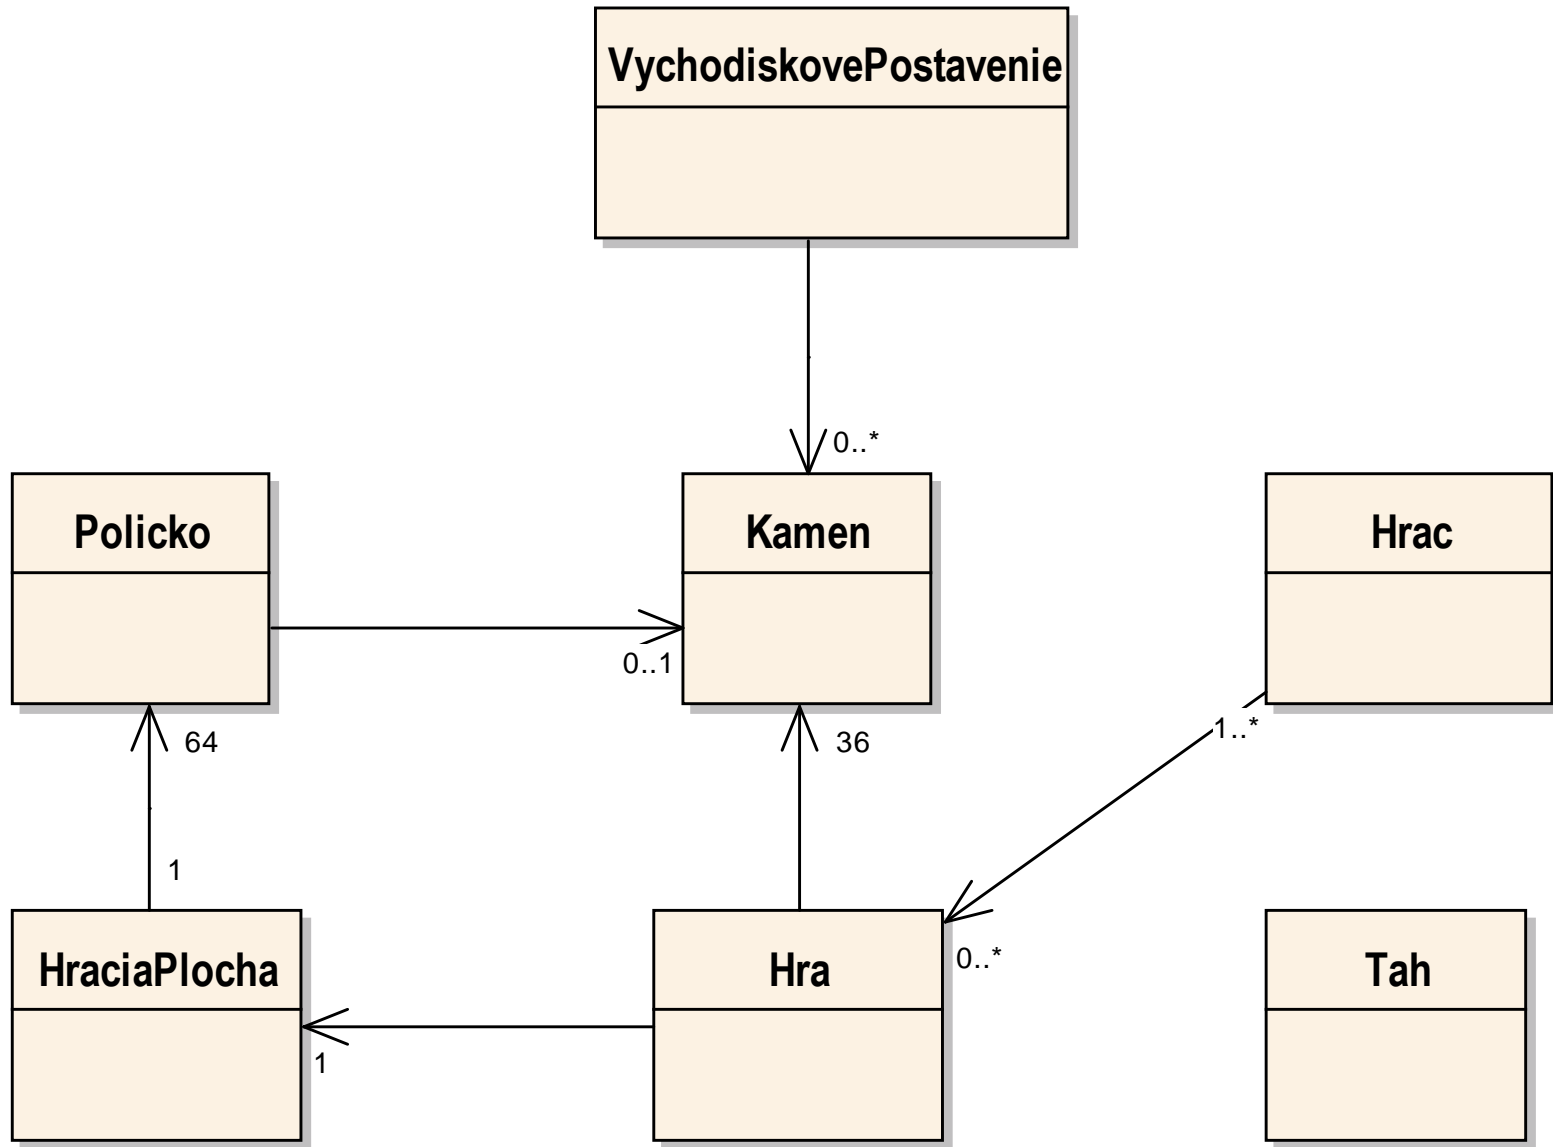 VychodiskovePostavenie
0..*
Policko
Kamen
Hrac
0..1
64
36
1..*
1
HraciaPlocha
Hra
0..*
Tah
1